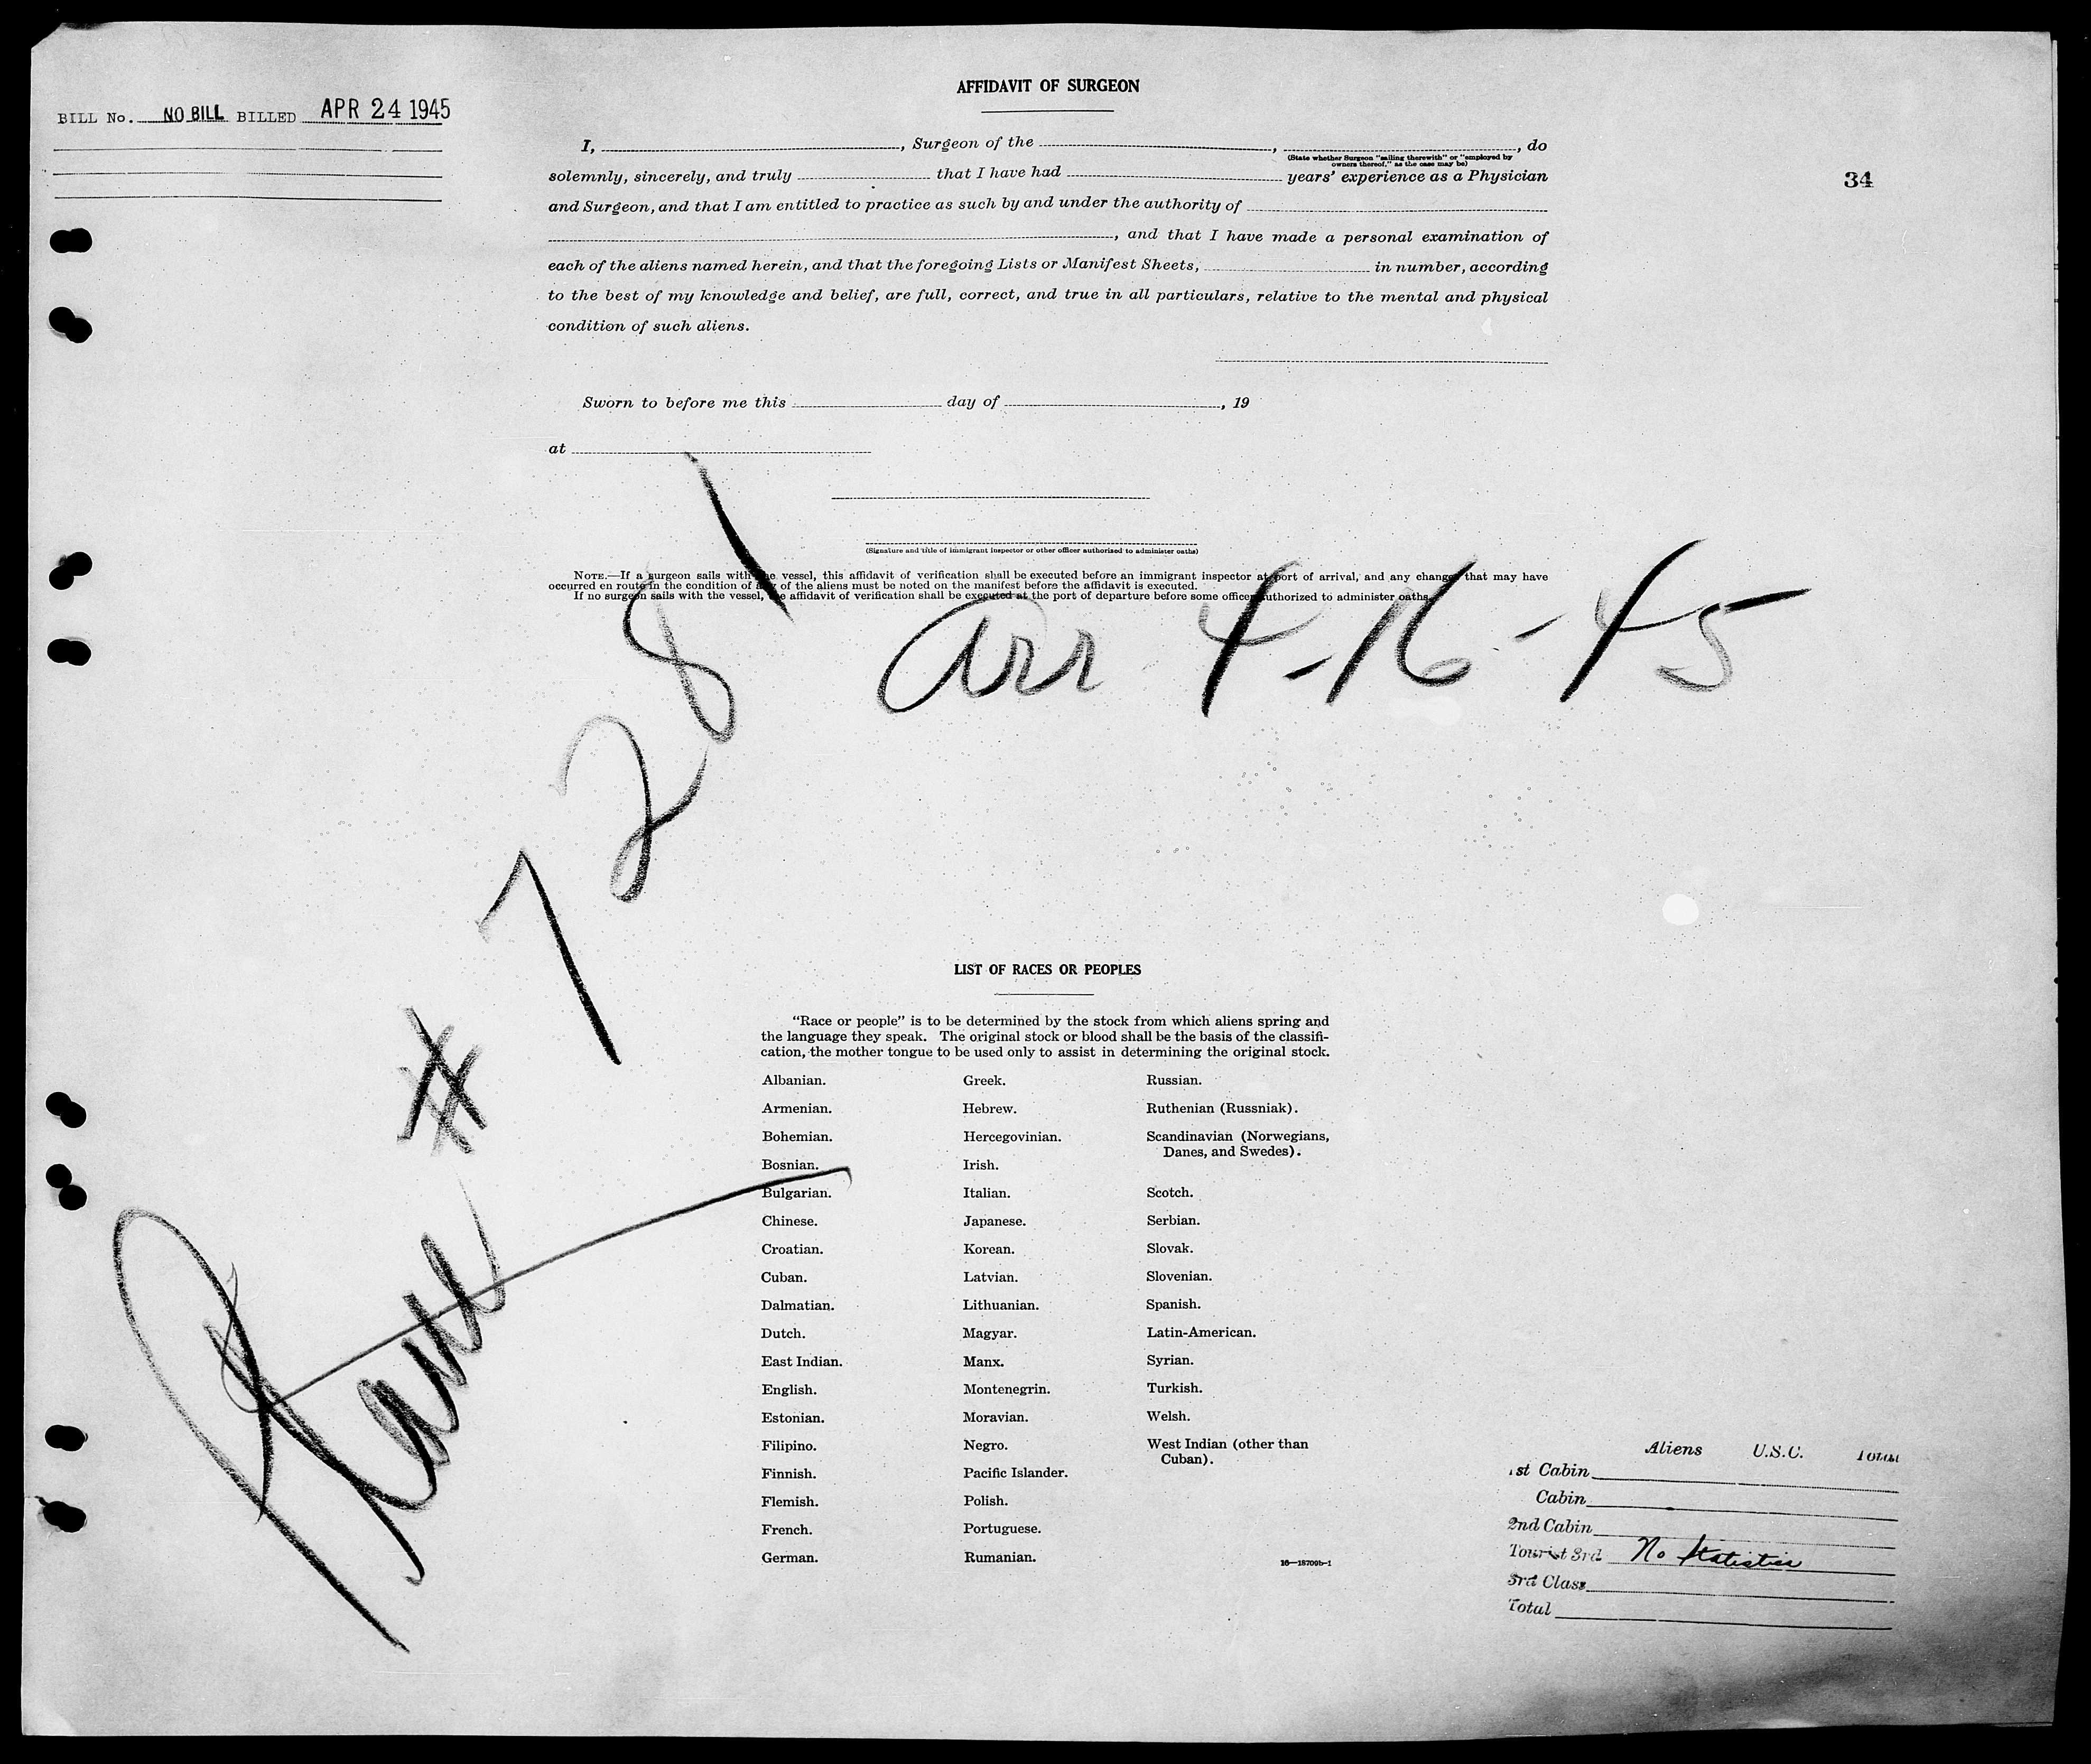 AFFIDAVIT OF SURGEON
BILL No. NO BILL BILLED APR 24 1945
I, , Surgeon of the , , do
(State whether Surgeon "sailing therewith" or "employed by
owners thereof," as the case may be)
solemnly, sincerely, and truly that I have had years' experience as a Physician
34
and Surgeon, and that I am entitled to practice as such by and under the authority of
, and that I have made a personal examination of
each of the aliens named herein, and that the foregoing Lists or Manifest Sheets, in number, according
to the best of my knowledge and belief, are full, correct, and true in all particulars, relative to the mental and physical
condition of such aliens.
Sworn to before me this day of , 19
at
(Signature and title of immigrant inspector or other officer authorized to administer oaths)
NOTE.—If a surgeon sails with the vessel, this affidavit of verification shall be executed before an immigrant inspector at port of arrival, and any change that may have
occurred en route in the condition of any of the aliens must be noted on the manifest before the affidavit is executed.
If no surgeon sails with the vessel, the affidavit of verification shall be executed at the port of departure before some officer authorized to administer oaths.
arr 4-16-45
Plane # 7281
LIST OF RACES OR PEOPLES
"Race or people" is to be determined by the stock from which aliens spring and
the language they speak. The original stock or blood shall be the basis of the classifi-
cation, the mother tongue to be used only to assist in determining the original stock.
Albanian. Greek. Russian.
Armenian. Hebrew. Ruthenian (Russniak).
Bohemian. Hercegovinian. Scandinavian (Norwegians,
Danes, and Swedes).
Bosnian. Irish.
Bulgarian. Italian. Scotch.
Chinese. Japanese. Serbian.
Croatian. Korean. Slovak.
Cuban. Latvian. Slovenian.
Dalmatian. Lithuanian. Spanish.
Dutch. Magyar. Latin-American.
East Indian. Manx. Syrian.
English. Montenegrin. Turkish.
Estonian. Moravian. Welsh.
Filipino. Negro. West Indian (other than
Cuban).
Finnish. Pacific Islander.
Flemish. Polish.
French. Portuguese.
German. Rumanian.
16—18709b-1
Aliens U.S.C. Total
1st Cabin
Cabin
2nd Cabin
Tourist 3rd No Statistics
3rd Class
Total